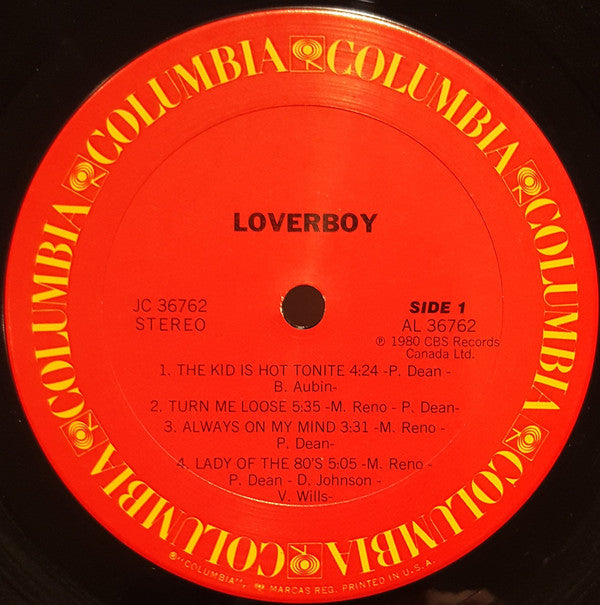 COLUMBIA COLUMBIA COLUMBIA COLUMBIA COLUMBIA COLUMBIA COLUMBIA COLUMBIA
LOVERBOY
JC 36762
STEREO
SIDE 1
AL 36762
℗ 1980 CBS Records
Canada Ltd.
1. THE KID IS HOT TONITE 4:24 -P. Dean -
B. Aubin-
2. TURN ME LOOSE 5:35 -M. Reno - P. Dean-
3. ALWAYS ON MY MIND 3:31 -M. Reno -
P. Dean-
4. LADY OF THE 80'S 5:05 -M. Reno -
P. Dean - D. Johnson -
V. Wills-
"COLUMBIA", MARCAS REG. PRINTED IN U.S.A.